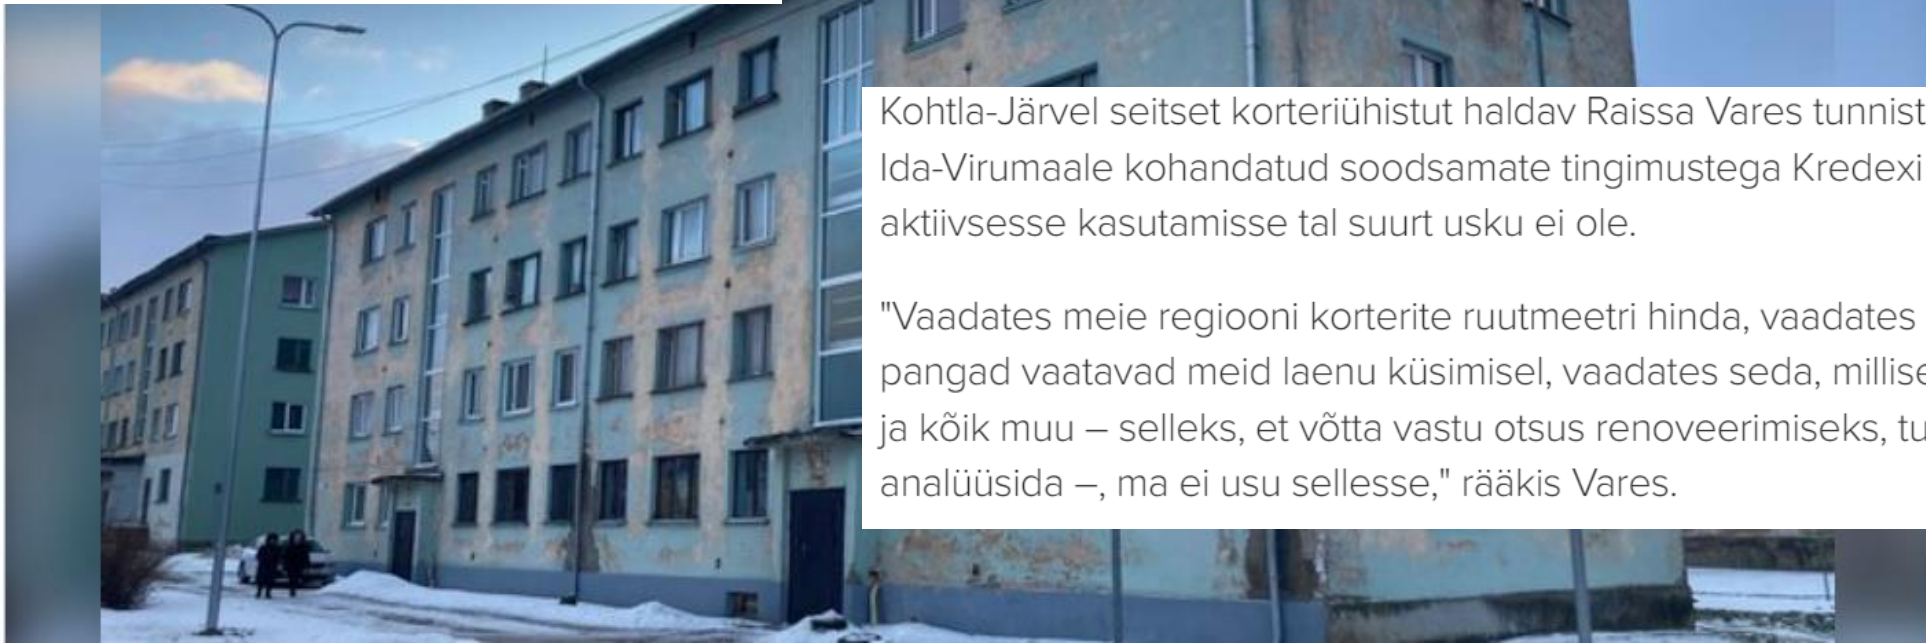 Kohtla-Järvel seitset korteriühistut haldav Raissa Vares tunnist
Ida-Virumaale kohandatud soodsamate tingimustega Kredexi
aktiivsesse kasutamisse tal suurt usku ei ole.
"Vaadates meie regiooni korterite ruutmeetri hinda, vaadates
pangad vaatavad meid laenu küsimisel, vaadates seda, millise
ja kõik muu – selleks, et võtta vastu otsus renoveerimiseks, tu
analüüsida –, ma ei usu sellesse," rääkis Vares.